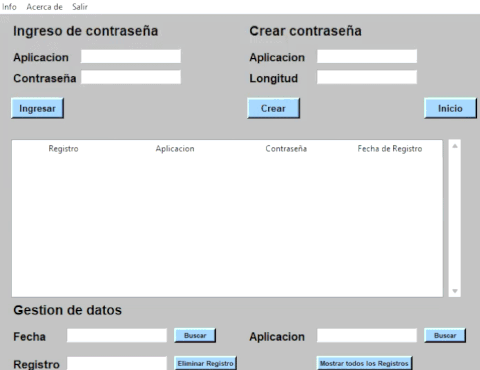 Info Acerca de Salir
Ingreso de contraseña Crear contraseña
Aplicacion Aplicacion
Contraseña Longitud
Ingresar Crear Inicio
Registro Aplicacion Contraseña Fecha de Registro
Gestion de datos
Fecha Buscar Aplicacion Buscar
Registro Eliminar Registro Mostrar todos los Registros